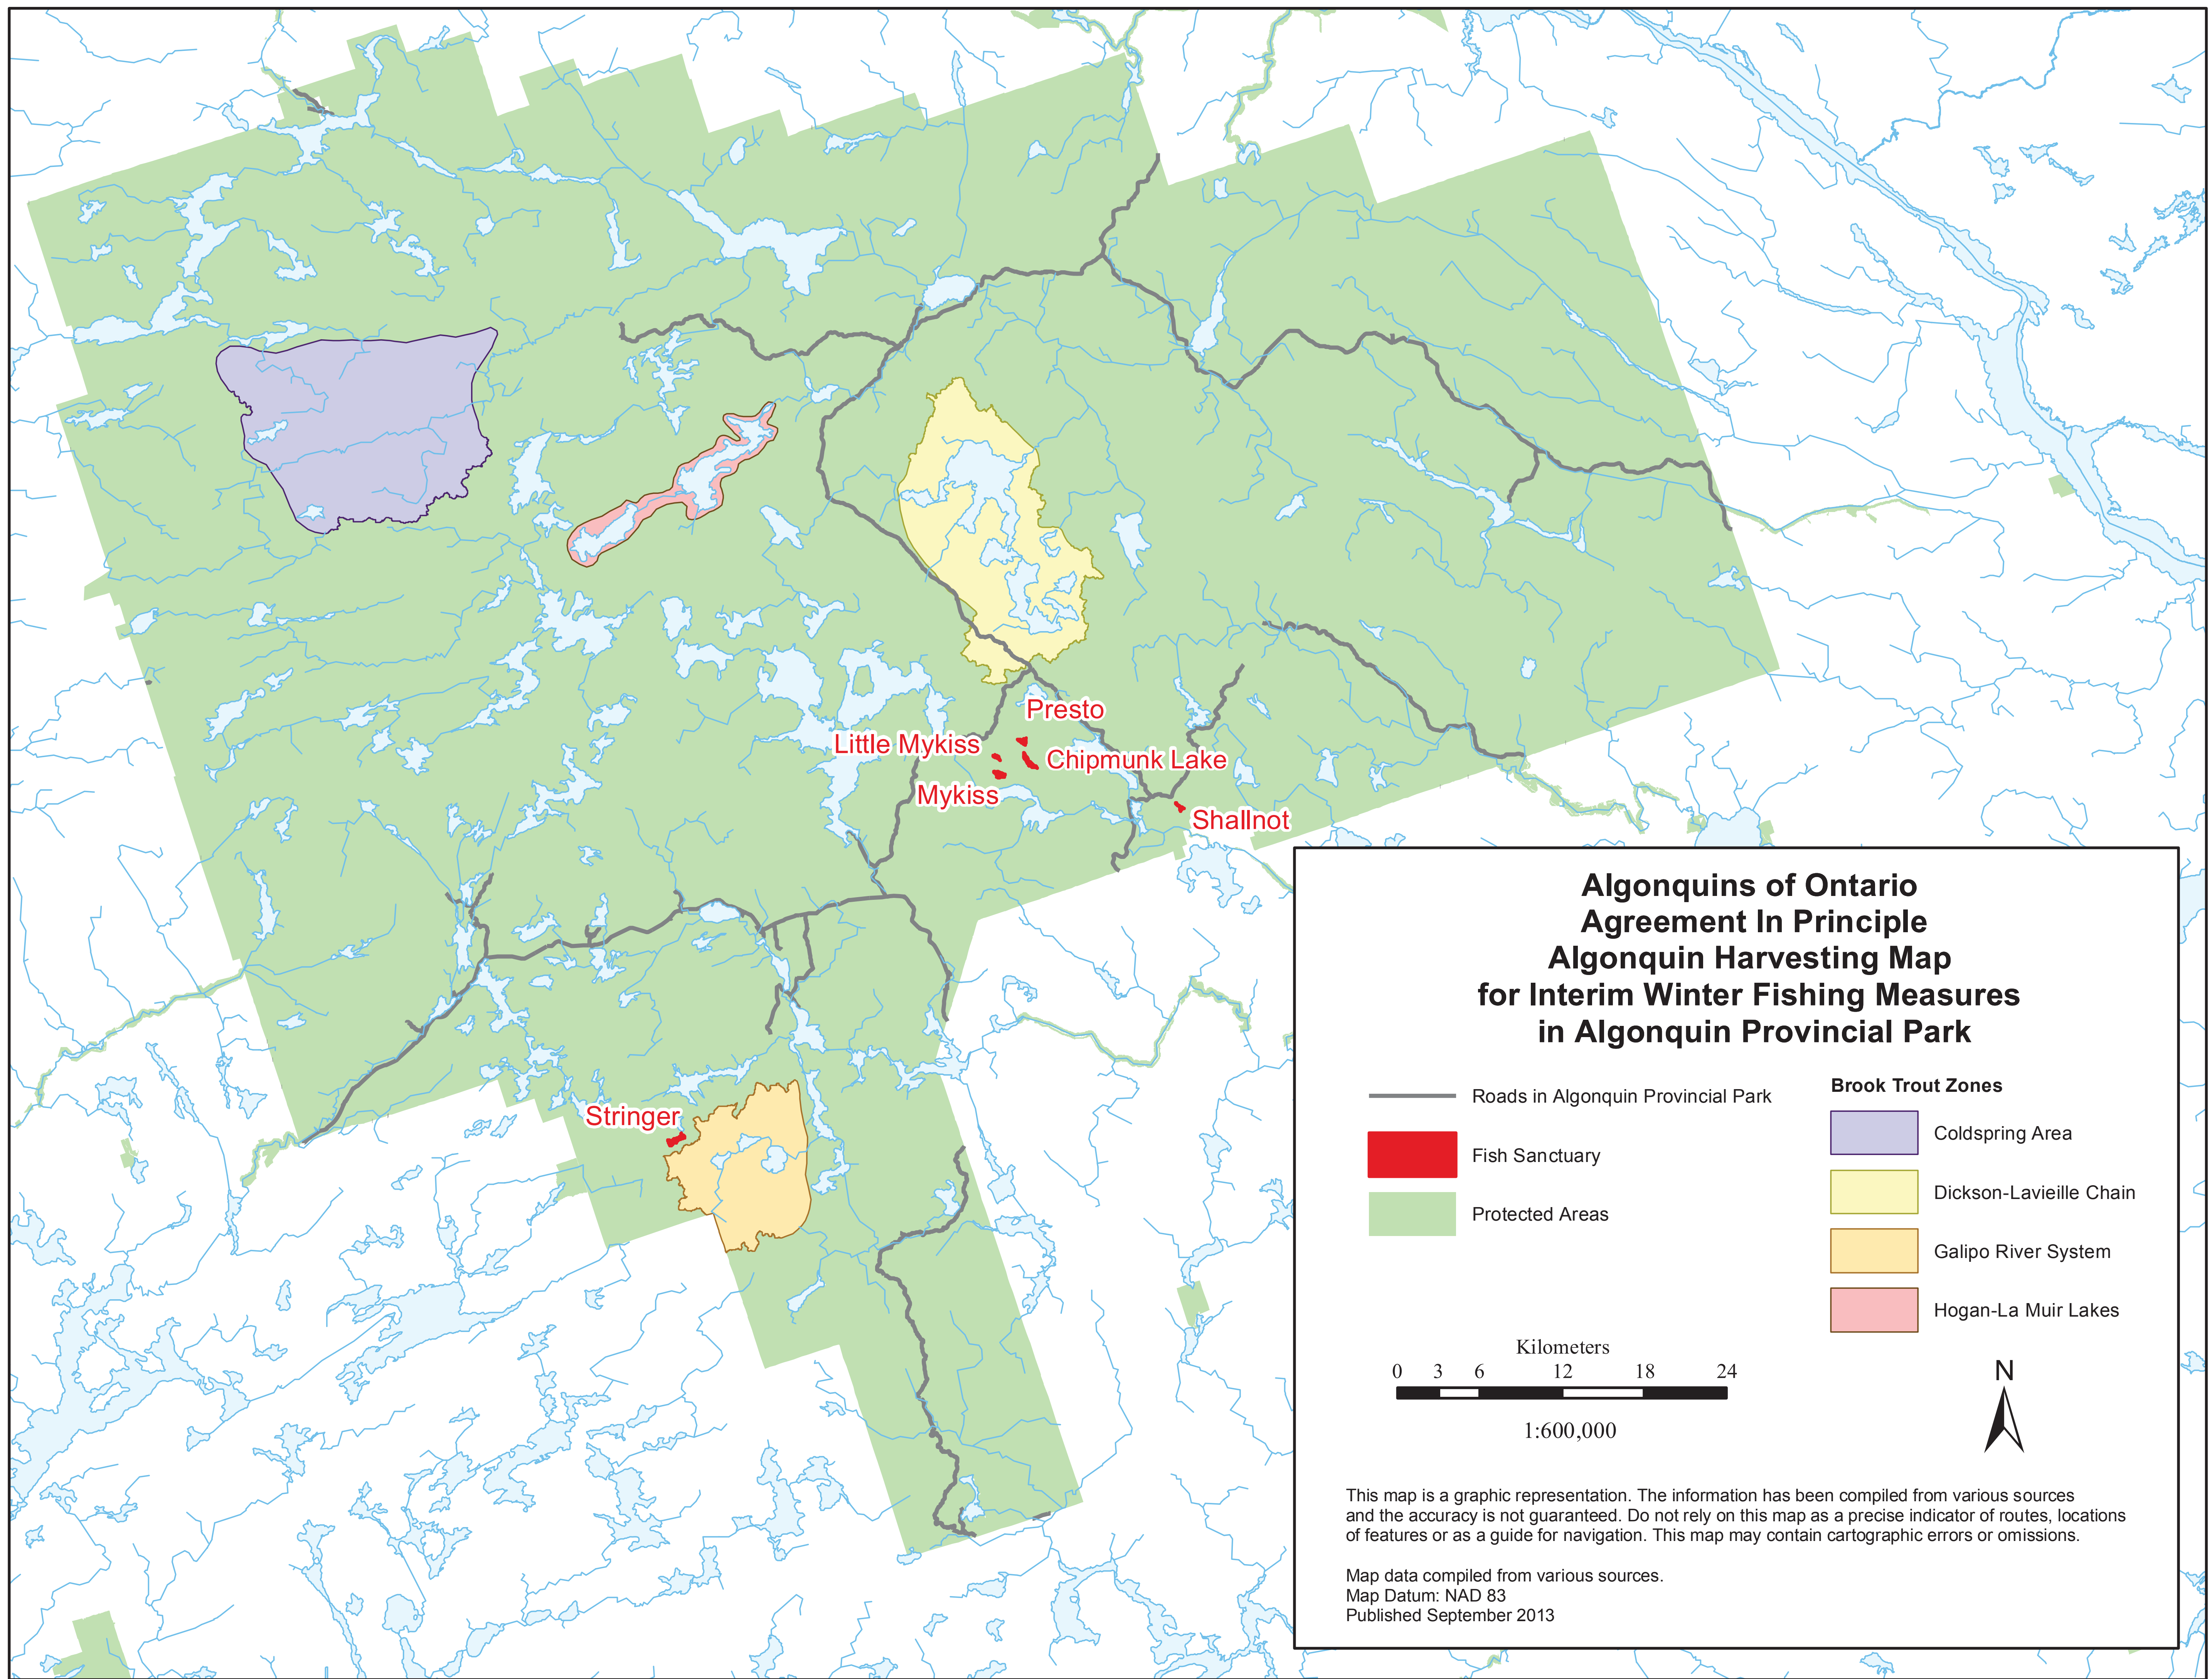 Presto
Little Mykiss
Chipmunk Lake
Mykiss
Shallnot
Stringer
Algonquins of Ontario
Agreement In Principle
Algonquin Harvesting Map
for Interim Winter Fishing Measures
in Algonquin Provincial Park
Roads in Algonquin Provincial Park
Fish Sanctuary
Protected Areas
Brook Trout Zones
Coldspring Area
Dickson-Lavieille Chain
Galipo River System
Hogan-La Muir Lakes
Kilometers
0 3 6 12 18 24
1:600,000
N
This map is a graphic representation. The information has been compiled from various sources
and the accuracy is not guaranteed. Do not rely on this map as a precise indicator of routes, locations
of features or as a guide for navigation. This map may contain cartographic errors or omissions.
Map data compiled from various sources.
Map Datum: NAD 83
Published September 2013